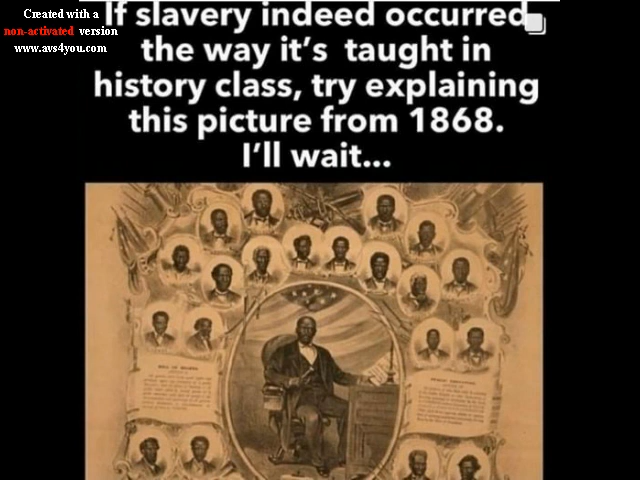 Created with a
non-activated version
www.avs4you.com
If slavery indeed occurred
the way it's taught in
history class, try explaining
this picture from 1868.
I'll wait...